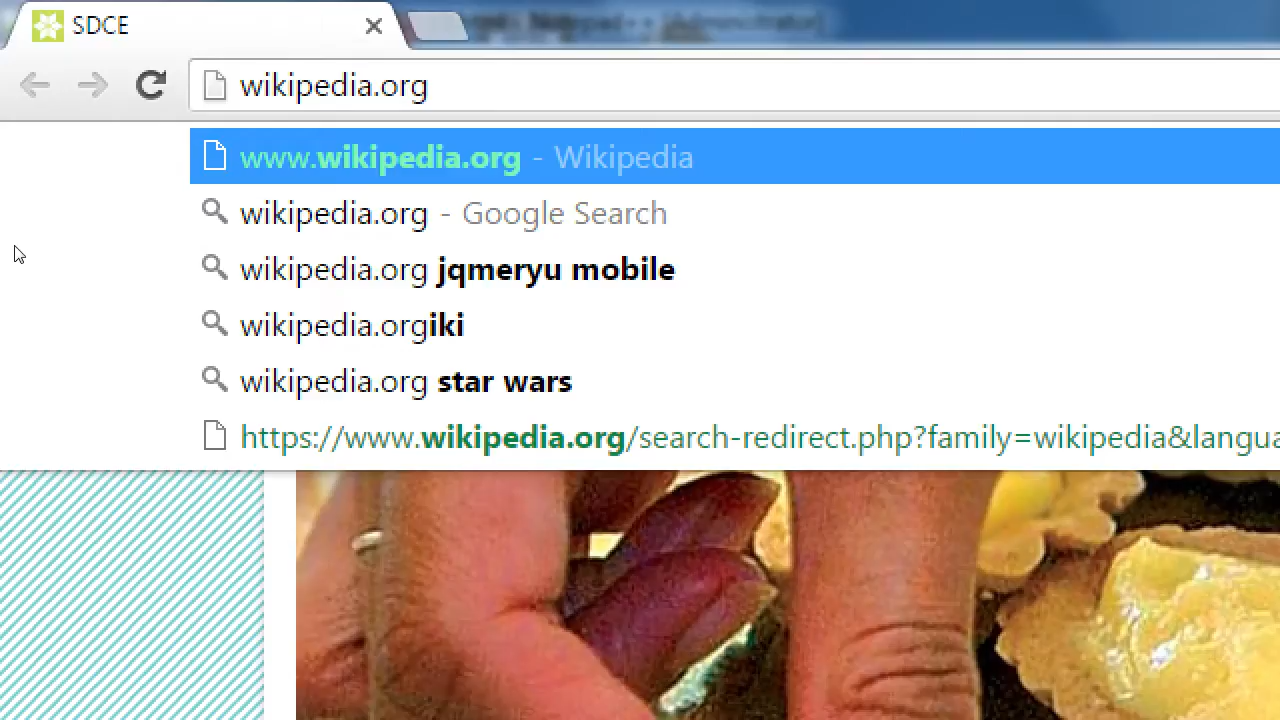 SDCE
wikipedia.org
www.wikipedia.org - Wikipedia
wikipedia.org - Google Search
wikipedia.org jqmeryu mobile
wikipedia.orgiki
wikipedia.org star wars
https://www.wikipedia.org/search-redirect.php?family=wikipedia&langua